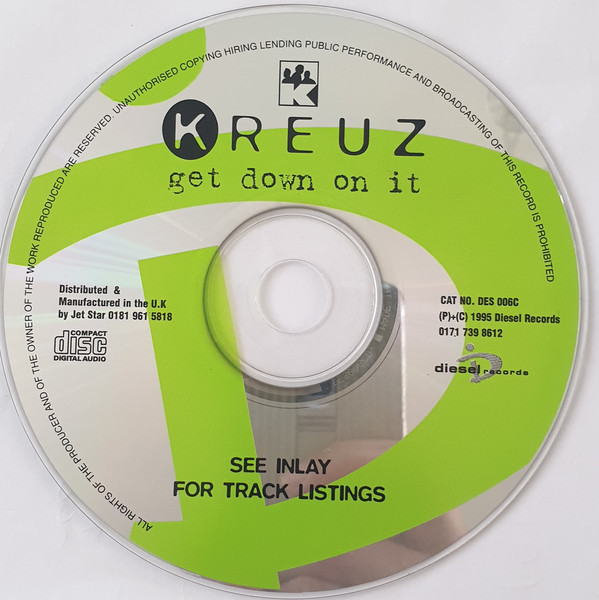 ALL RIGHTS OF THE PRODUCER AND OF THE OWNER OF THE WORK REPRODUCED ARE RESERVED. UNAUTHORISED COPYING HIRING LENDING PUBLIC PERFORMANCE AND BROADCASTING OF THIS RECORD IS PROHIBITED
K
KREUZ
get down on it
Distributed &
Manufactured in the U.K
by Jet Star 0181 961 5818
COMPACT
disc
DIGITAL AUDIO
CAT NO. DES 006C
(P)+(C) 1995 Diesel Records
0171 739 8612
diesel records
SEE INLAY
FOR TRACK LISTINGS